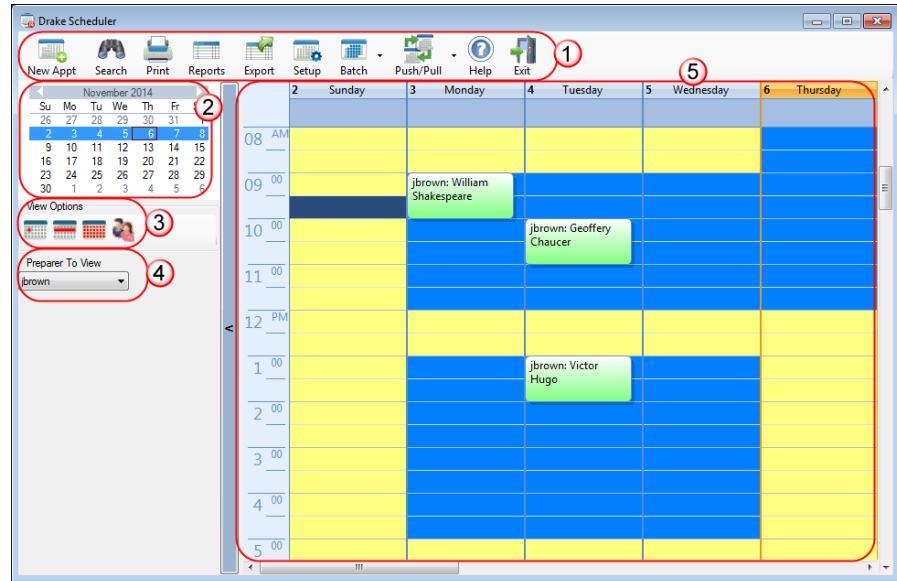 Drake Scheduler
New Appt Search Print Reports Export Setup Batch Push/Pull Help Exit
1
November 2014
2
Su Mo Tu We Th Fr
26 27 28 29 30 31 1
2 3 4 5 6 7 8
9 10 11 12 13 14 15
16 17 18 19 20 21 22
23 24 25 26 27 28 29
30 1 2 3 4 5 6
View Options
3
Preparer To View
jbrown
4
<
5
2 Sunday 3 Monday 4 Tuesday 5 Wednesday 6 Thursday
08 AM
09 00
jbrown: William
Shakespeare
10 00
jbrown: Geoffery
Chaucer
11 00
12 PM
1 00
jbrown: Victor
Hugo
2 00
3 00
4 00
5 00